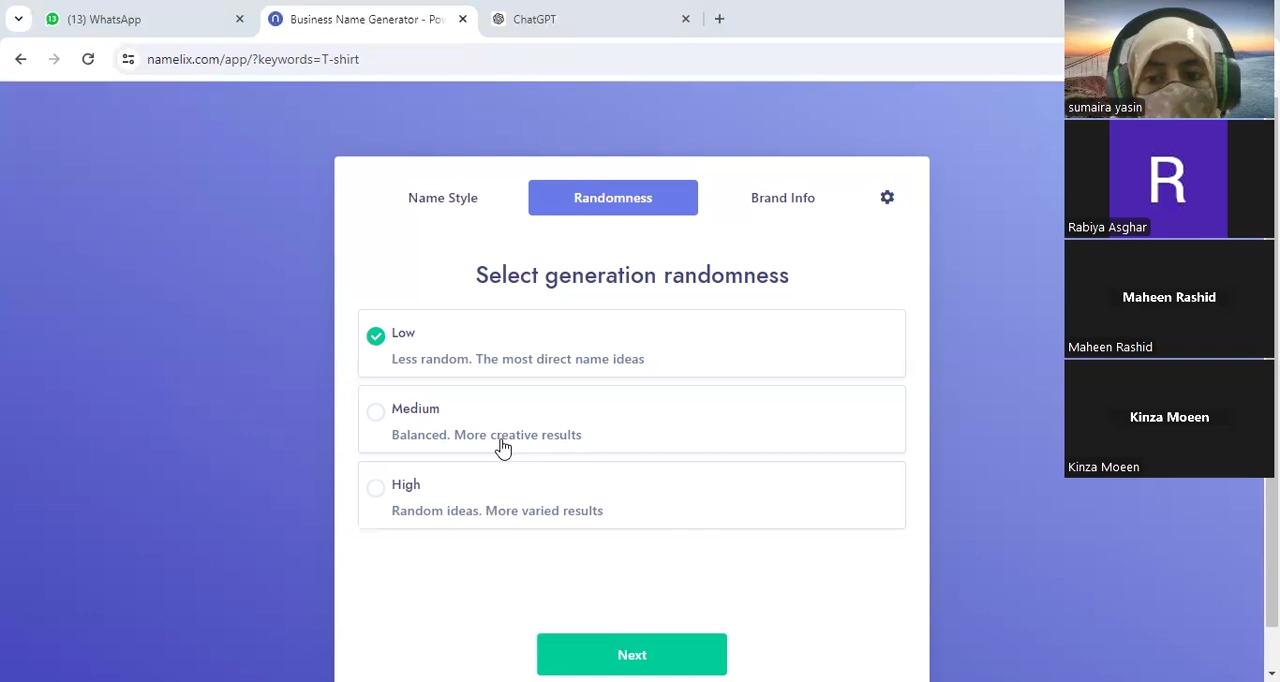 (13) WhatsApp
Business Name Generator - Pow
ChatGPT
namelix.com/app/?keywords=T-shirt
Name Style
Randomness
Brand Info
Select generation randomness
Low
Less random. The most direct name ideas
Medium
Balanced. More creative results
High
Random ideas. More varied results
Next
sumaira yasin
R
Rabiya Asghar
Maheen Rashid
Maheen Rashid
Kinza Moeen
Kinza Moeen